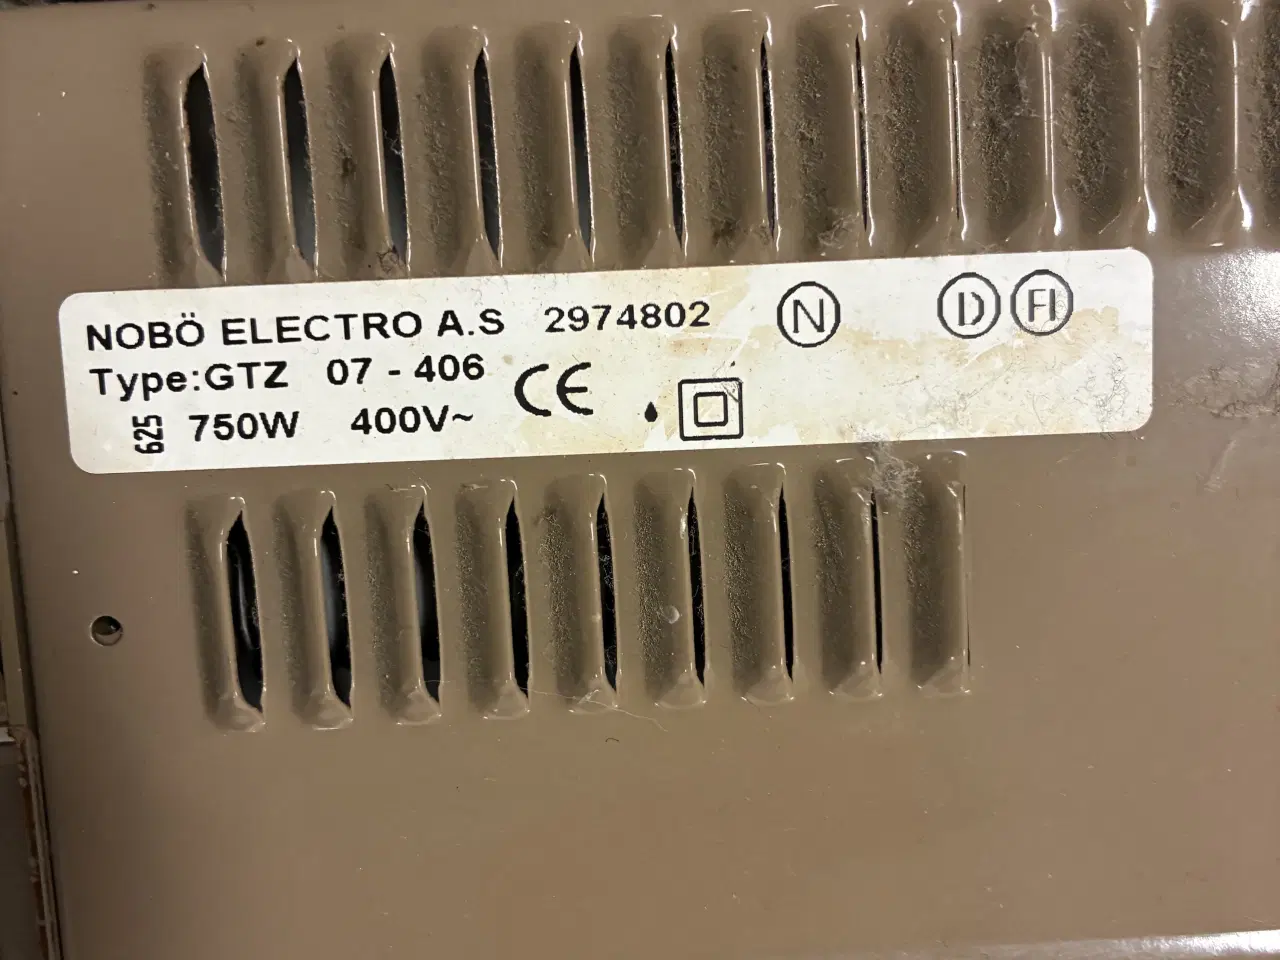 NOBÖ ELECTRO A.S 2974802 N D FI
Type:GTZ 07 - 406 CE
625 750W 400V~